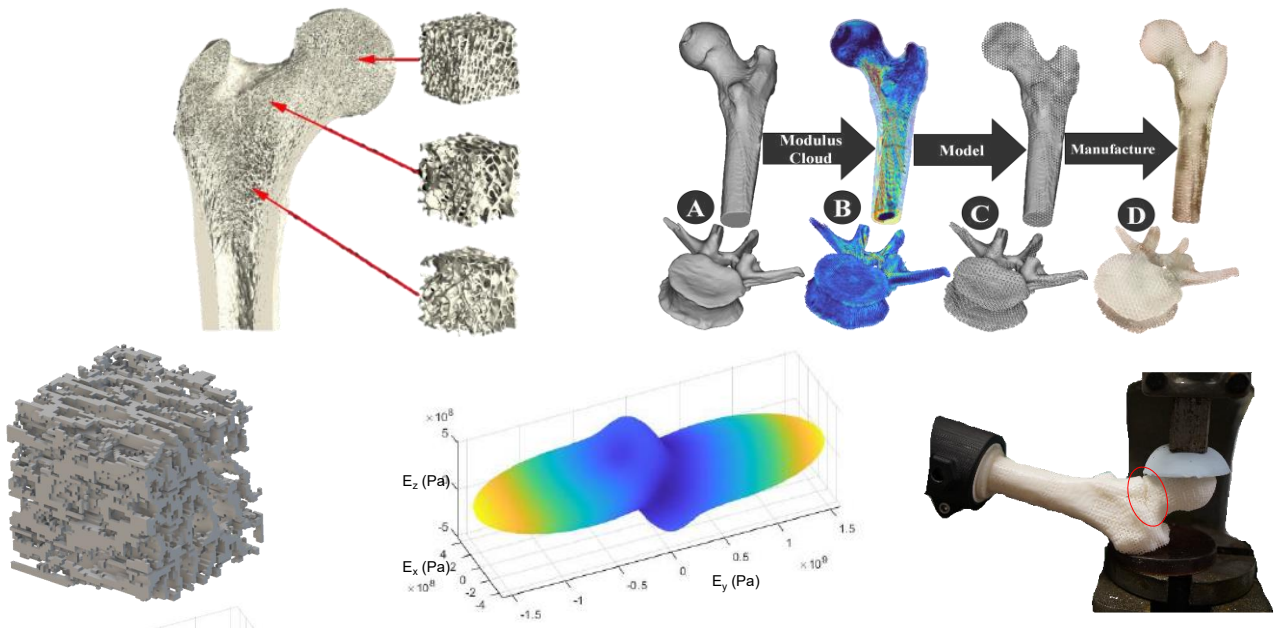 Modulus
Cloud
Model
Manufacture
A
B
C
D
×10⁸
5
0
-5
E_z (Pa)
E_x (Pa)
×10⁸
4
2
0
-2
-4
-1.5
-1
-0.5
0
0.5
1
1.5
×10⁹
E_y (Pa)